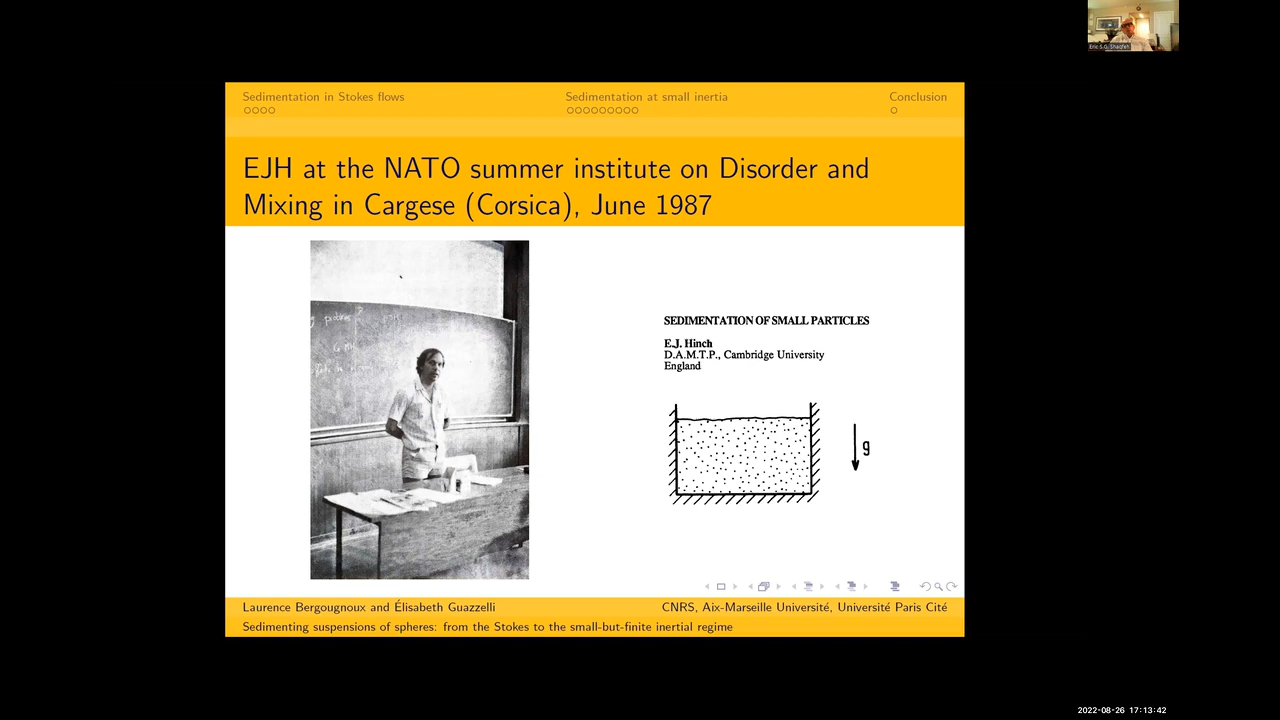 Eric S.G. Shaqfeh
Sedimentation in Stokes flows
Sedimentation at small inertia
Conclusion
EJH at the NATO summer institute on Disorder and
Mixing in Cargese (Corsica), June 1987
SEDIMENTATION OF SMALL PARTICLES
E.J. Hinch
D.A.M.T.P., Cambridge University
England
g
Laurence Bergougnoux and Élisabeth Guazzelli
CNRS, Aix-Marseille Université, Université Paris Cité
Sedimenting suspensions of spheres: from the Stokes to the small-but-finite inertial regime
2022-08-26 17:13:42